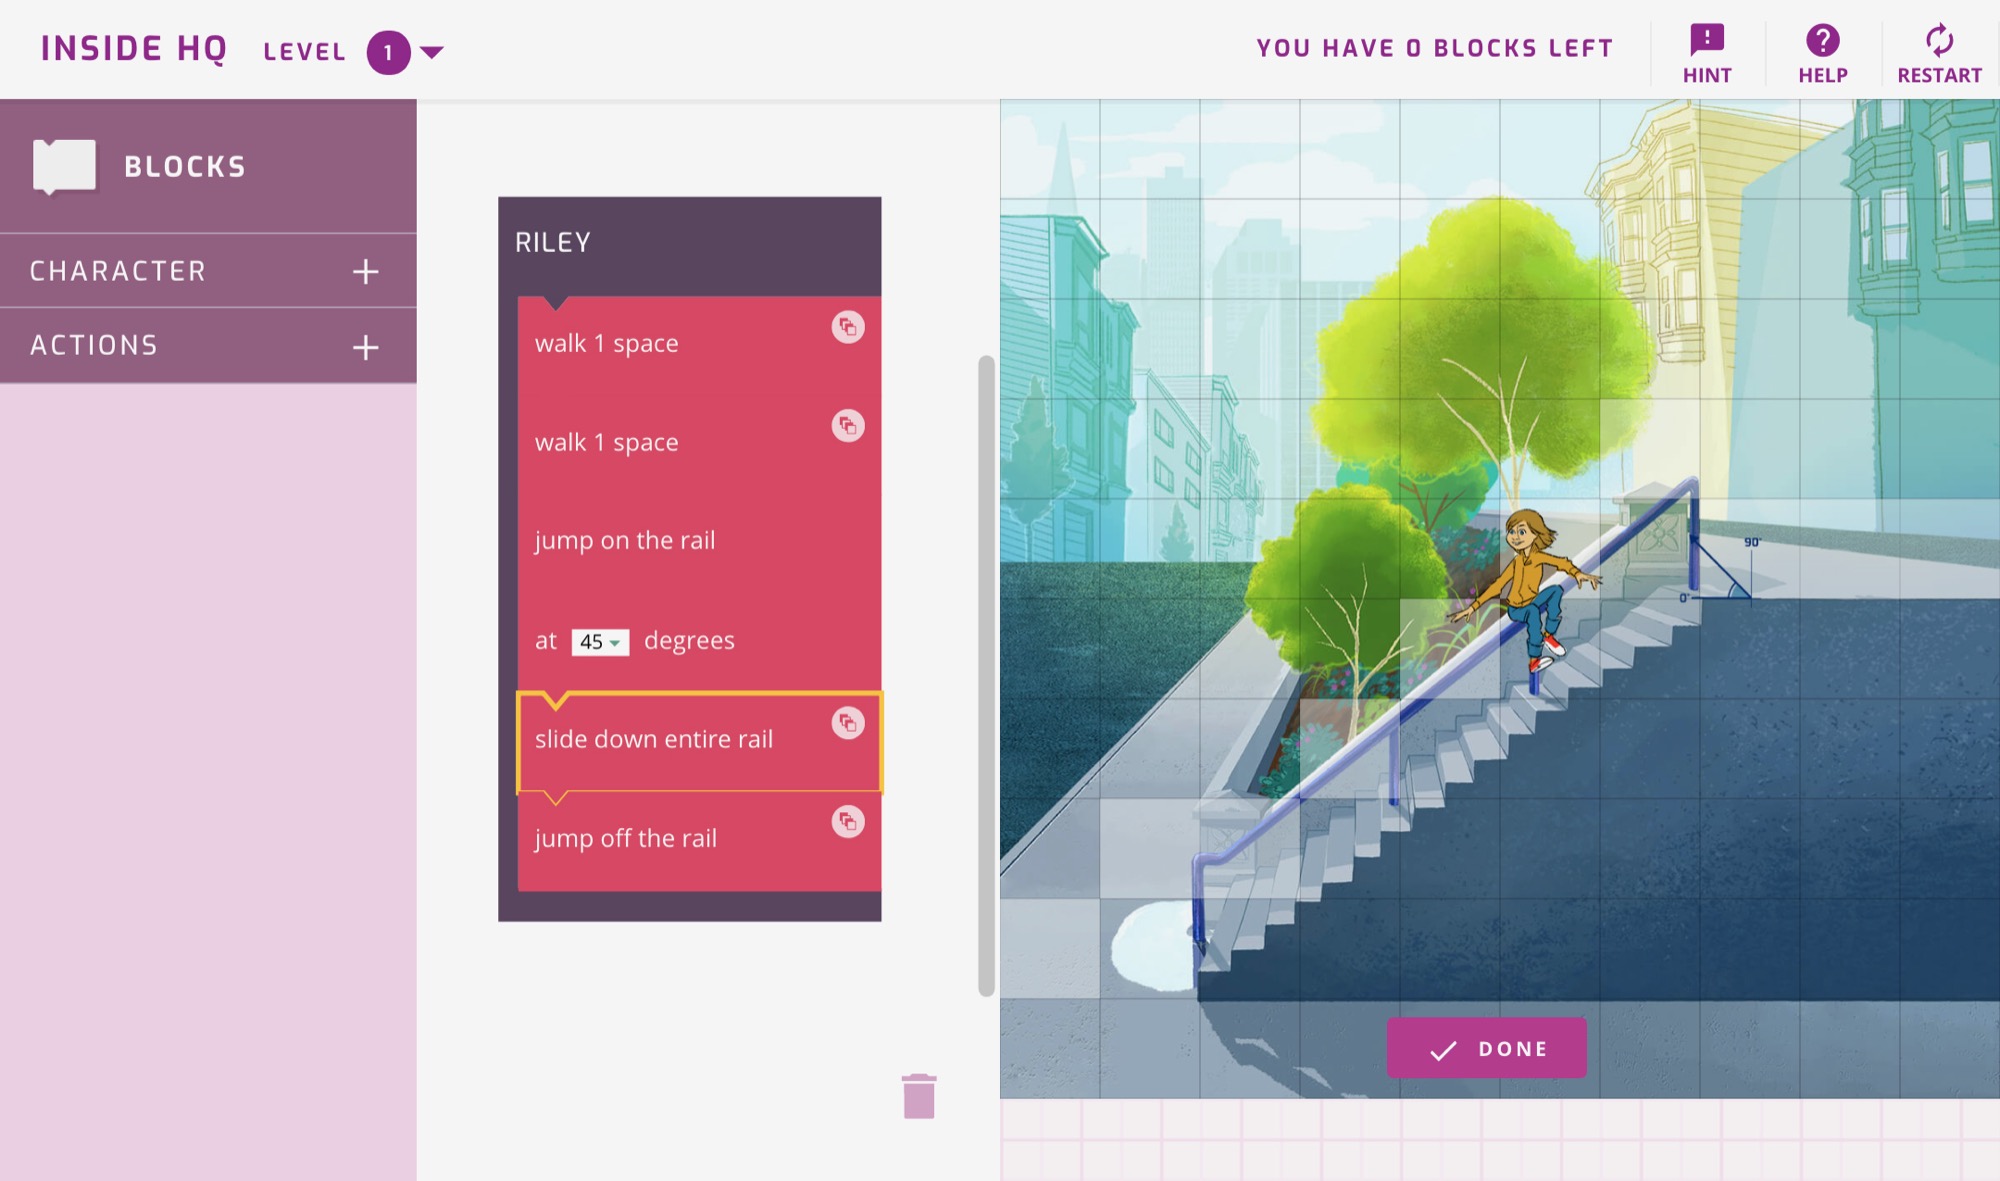 INSIDE HQ
LEVEL 1
YOU HAVE 0 BLOCKS LEFT
HINT
HELP
RESTART
BLOCKS
CHARACTER
ACTIONS
RILEY
walk 1 space
walk 1 space
jump on the rail
at 45 degrees
slide down entire rail
jump off the rail
90°
0°
DONE